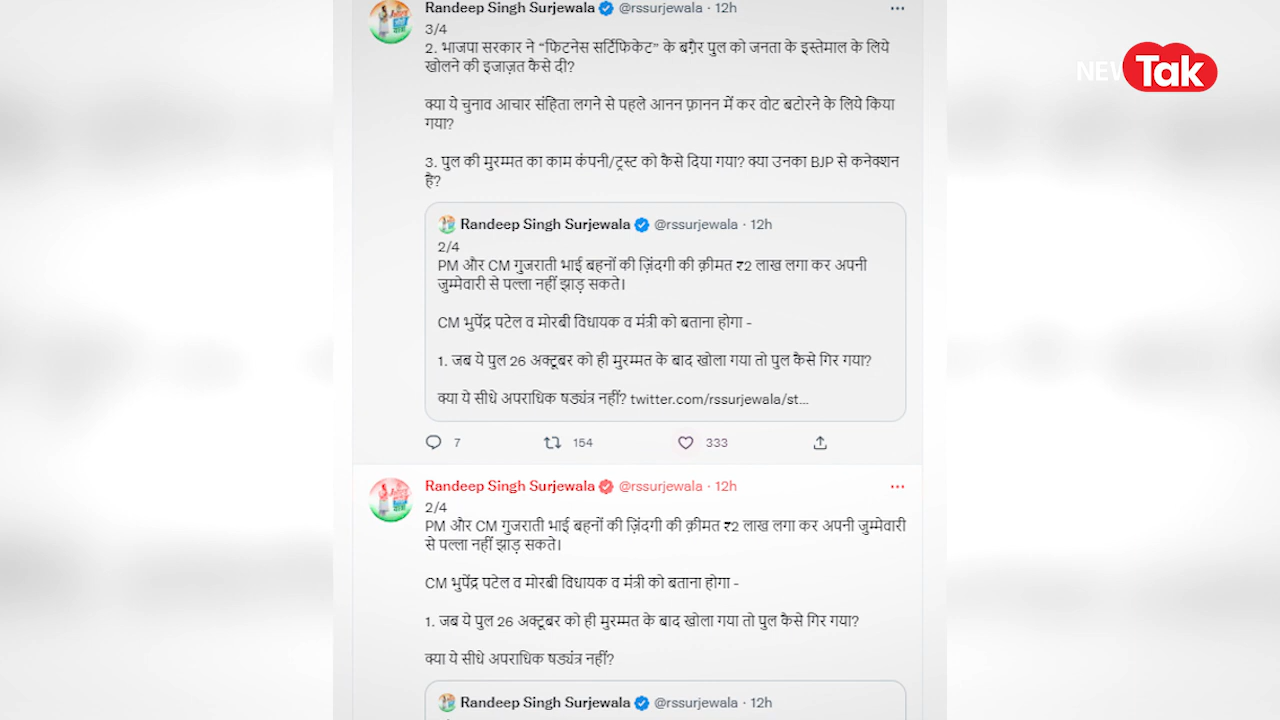 Randeep Singh Surjewala @rssurjewala · 12h
3/4
2. भाजपा सरकार ने “फिटनेस सर्टिफिकेट” के बग़ैर पुल को जनता के इस्तेमाल के लिये
खोलने की इजाज़त कैसे दी?
NEW Tak
क्या ये चुनाव आचार संहिता लगने से पहले आनन फ़ानन में कर वोट बटोरने के लिये किया
गया?
3. पुल की मुरम्मत का काम कंपनी/ट्रस्ट को कैसे दिया गया? क्या उनका BJP से कनेक्शन
है?
Randeep Singh Surjewala @rssurjewala · 12h
2/4
PM और CM गुजराती भाई बहनों की ज़िंदगी की क़ीमत ₹2 लाख लगा कर अपनी
जुम्मेवारी से पल्ला नहीं झाड़ सकते।
CM भुपेंद्र पटेल व मोरबी विधायक व मंत्री को बताना होगा -
1. जब ये पुल 26 अक्टूबर को ही मुरम्मत के बाद खोला गया तो पुल कैसे गिर गया?
क्या ये सीधे अपराधिक षड्यंत्र नहीं? twitter.com/rssurjewala/st...
7 154 333
Randeep Singh Surjewala @rssurjewala · 12h
2/4
PM और CM गुजराती भाई बहनों की ज़िंदगी की क़ीमत ₹2 लाख लगा कर अपनी जुम्मेवारी
से पल्ला नहीं झाड़ सकते।
CM भुपेंद्र पटेल व मोरबी विधायक व मंत्री को बताना होगा -
1. जब ये पुल 26 अक्टूबर को ही मुरम्मत के बाद खोला गया तो पुल कैसे गिर गया?
क्या ये सीधे अपराधिक षड्यंत्र नहीं?
Randeep Singh Surjewala @rssurjewala · 12h